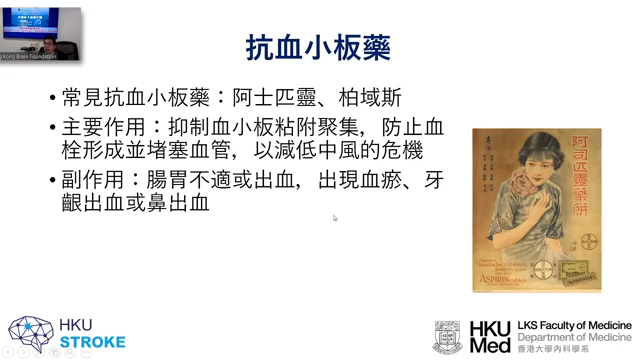 抗血小板藥
• 常見抗血小板藥：阿士匹靈、柏域斯
• 主要作用：抑制血小板粘附聚集，防止血
栓形成並堵塞血管，以減低中風的危機
• 副作用：腸胃不適或出血，出現血瘀、牙
齦出血或鼻出血
阿司匹靈藥餅
ASPIRIN
HKU
STROKE
HKU
Med
LKS Faculty of Medicine
Department of Medicine
香港大學內科學系